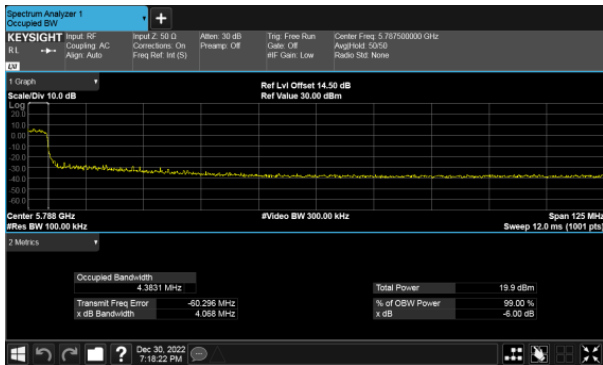 Spectrum Analyzer 1
Occupied BW
KEYSIGHT
RL
Input: RF
Coupling: AC
Align: Auto
Input Z: 50 Ω
Corrections: On
Freq Ref: Int (S)
Atten: 30 dB
Preamp: Off
Trig: Free Run
Gate: Off
#IF Gain: Low
Center Freq: 5.787500000 GHz
Avg|Hold: 50/50
Radio Std: None
LXI
1 Graph
Scale/Div 10.0 dB
Ref Lvl Offset 14.50 dB
Ref Value 30.00 dBm
Log
20.0
10.0
0.00
-10.0
-20.0
-30.0
-40.0
-50.0
-60.0
Center 5.788 GHz
#Res BW 100.00 kHz
#Video BW 300.00 kHz
Span 125 MHz
Sweep 12.0 ms (1001 pts)
2 Metrics
Occupied Bandwidth
4.3831 MHz
Total Power 19.9 dBm
Transmit Freq Error -60.296 MHz
% of OBW Power 99.00 %
x dB Bandwidth 4.068 MHz
x dB -6.00 dB
Dec 30, 2022
7:18:22 PM